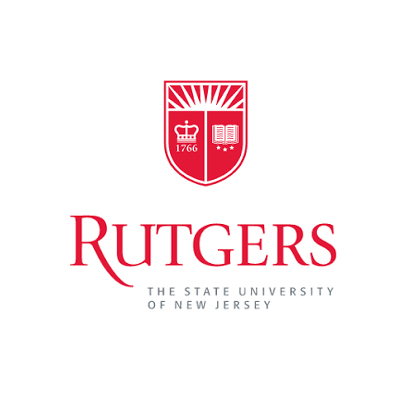 1766
RUTGERS
THE STATE UNIVERSITY
OF NEW JERSEY